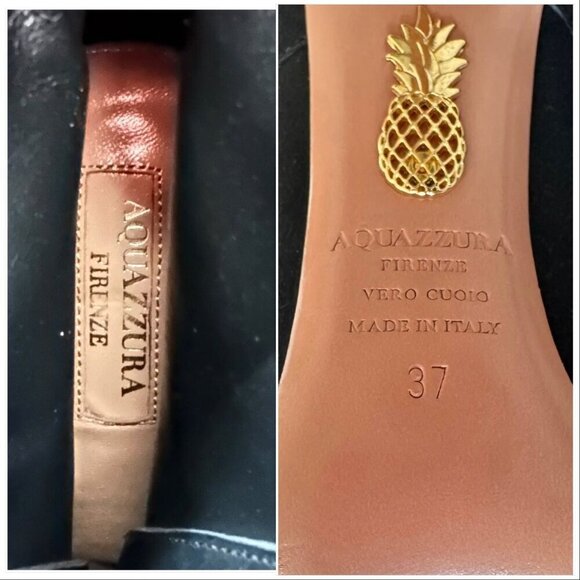 AQUAZZURA
FIRENZE
AQUAZZURA
FIRENZE
VERO CUOIO
MADE IN ITALY
37